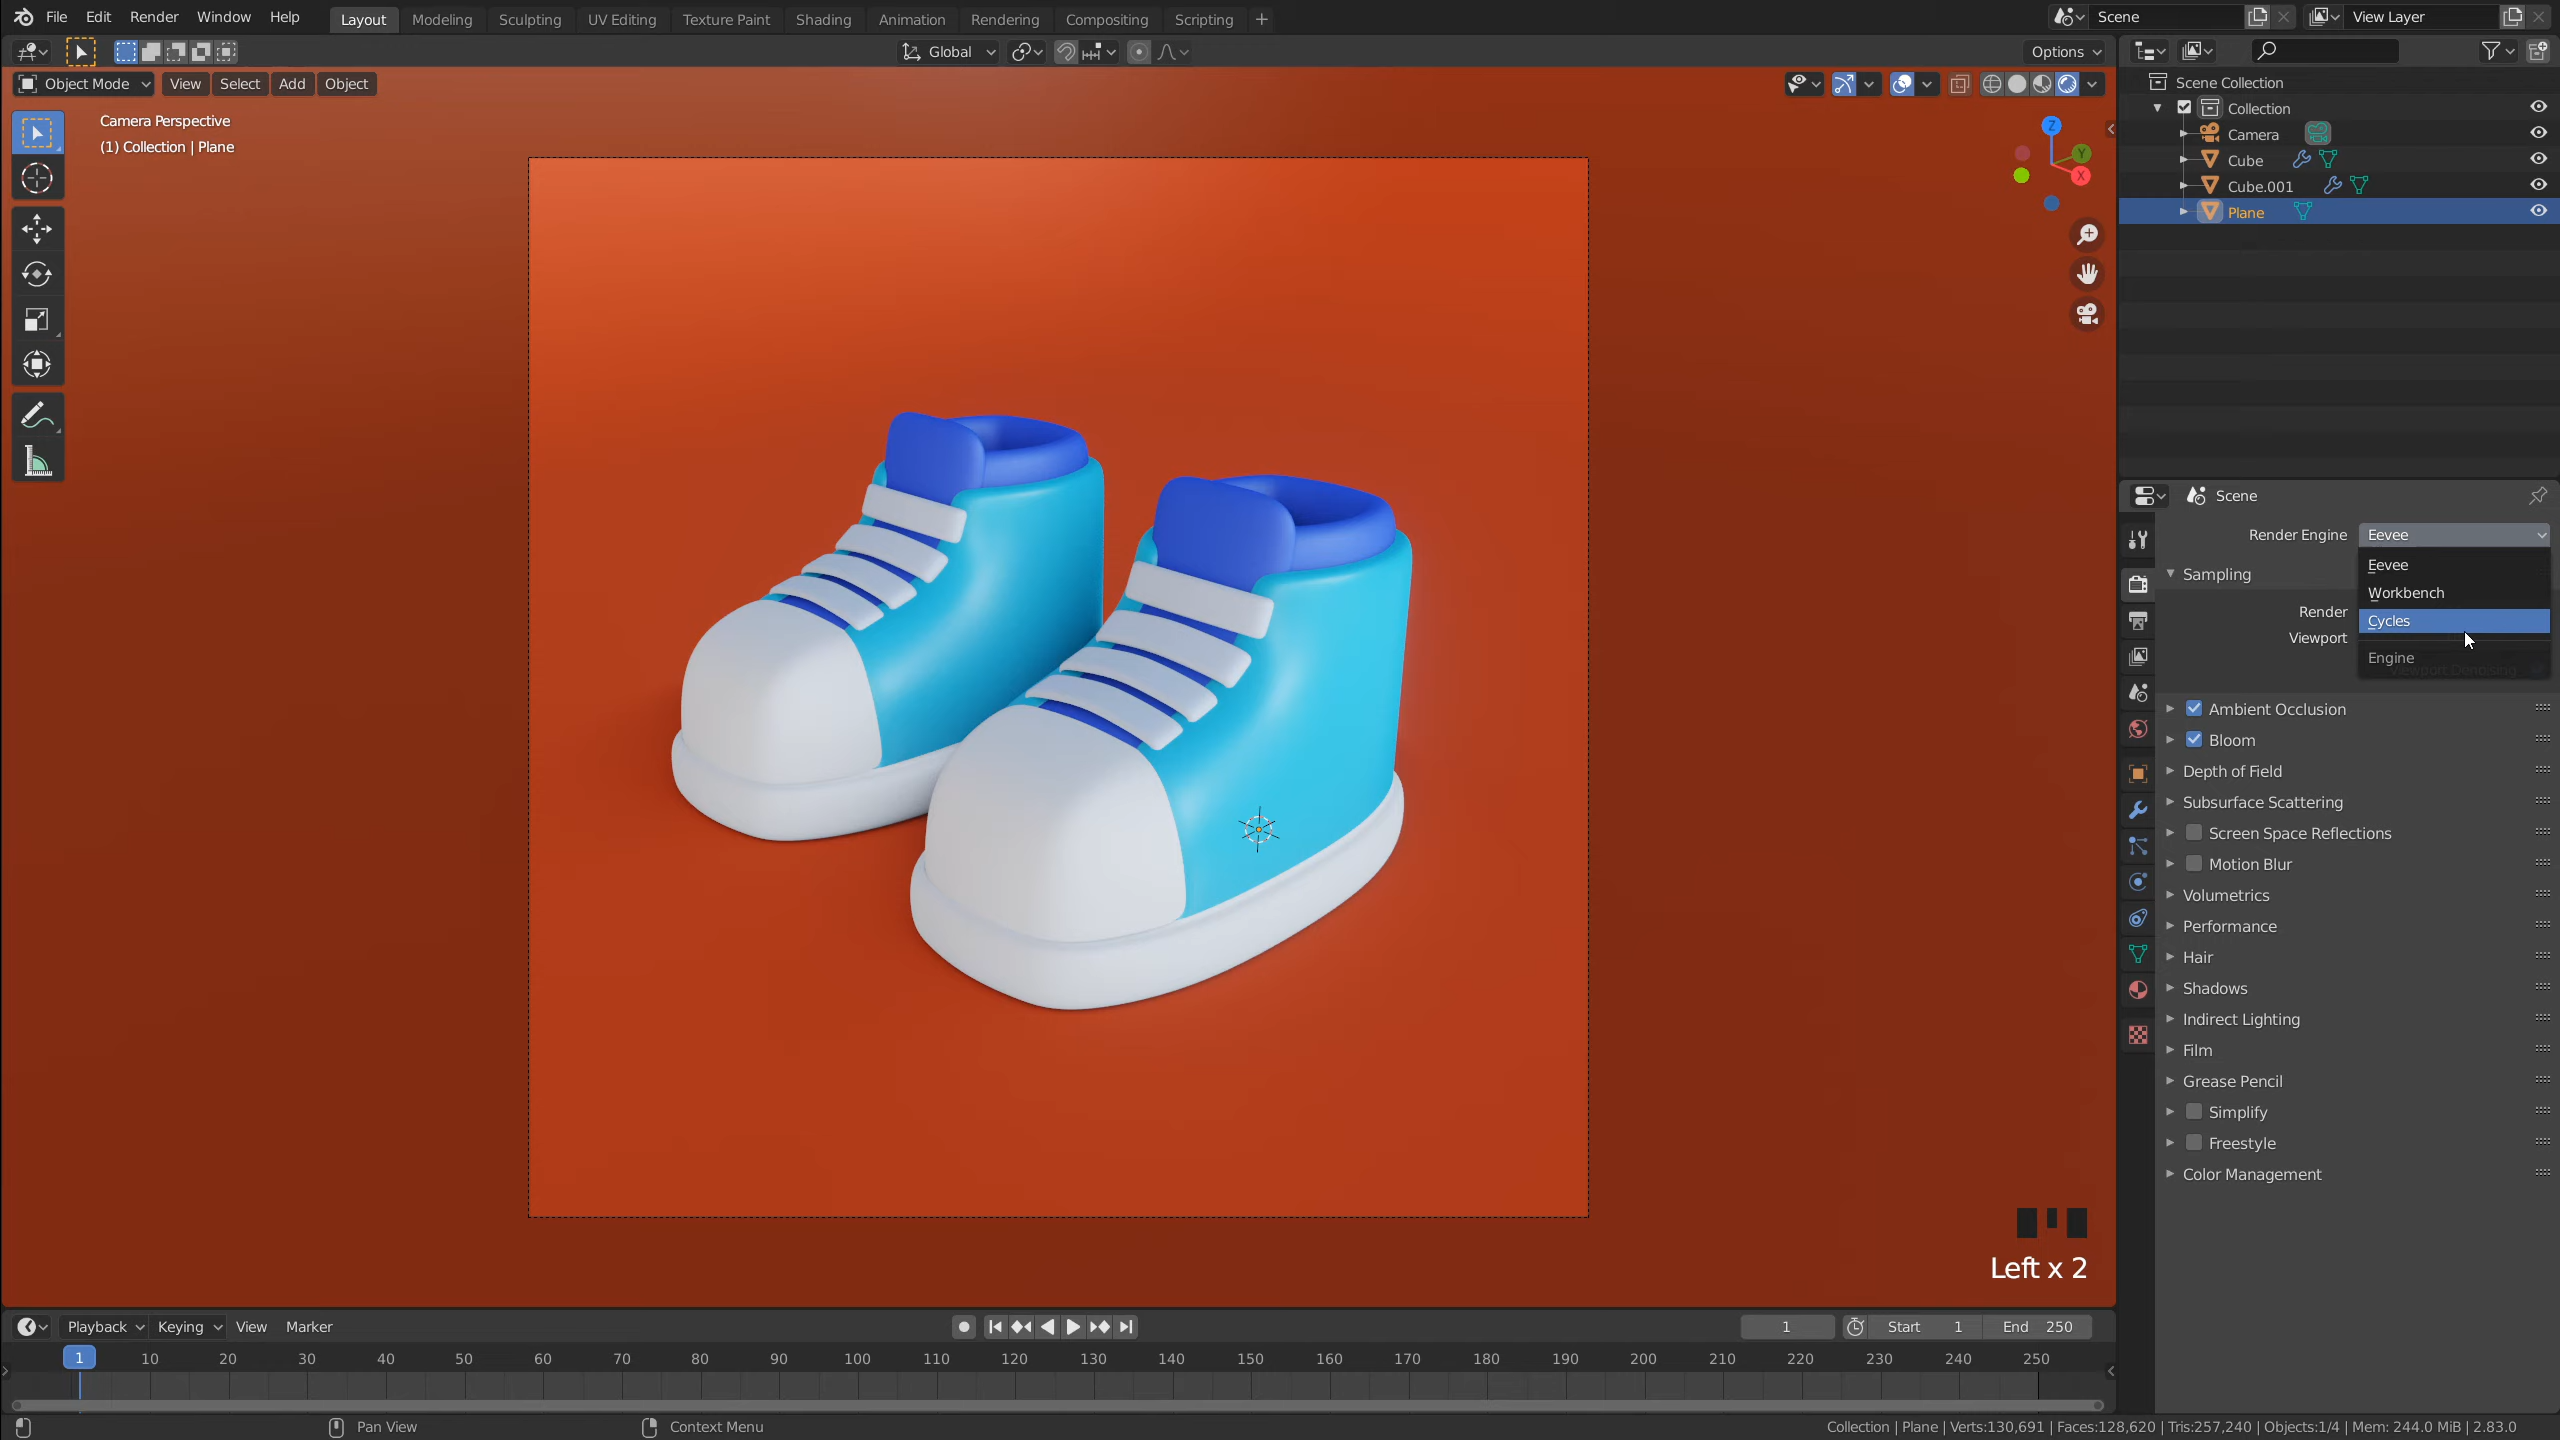 File Edit Render Window Help Layout Modeling Sculpting UV Editing Texture Paint Shading Animation Rendering Compositing Scripting Scene View Layer
Global Options
Object Mode View Select Add Object
Camera Perspective
(1) Collection | Plane
Z
Y
X
Left x 2
Scene Collection
Collection
Camera
Cube
Cube.001
Plane
Scene
Render Engine Eevee
Eevee
Workbench
Cycles
Engine
Sampling
Render
Viewport
Viewport Denoising
Ambient Occlusion
Bloom
Depth of Field
Subsurface Scattering
Screen Space Reflections
Motion Blur
Volumetrics
Performance
Hair
Shadows
Indirect Lighting
Film
Grease Pencil
Simplify
Freestyle
Color Management
Playback Keying View Marker 1 Start 1 End 250
1 10 20 30 40 50 60 70 80 90 100 110 120 130 140 150 160 170 180 190 200 210 220 230 240 250
Pan View Context Menu Collection | Plane | Verts:130,691 | Faces:128,620 | Tris:257,240 | Objects:1/4 | Mem: 244.0 MiB | 2.83.0